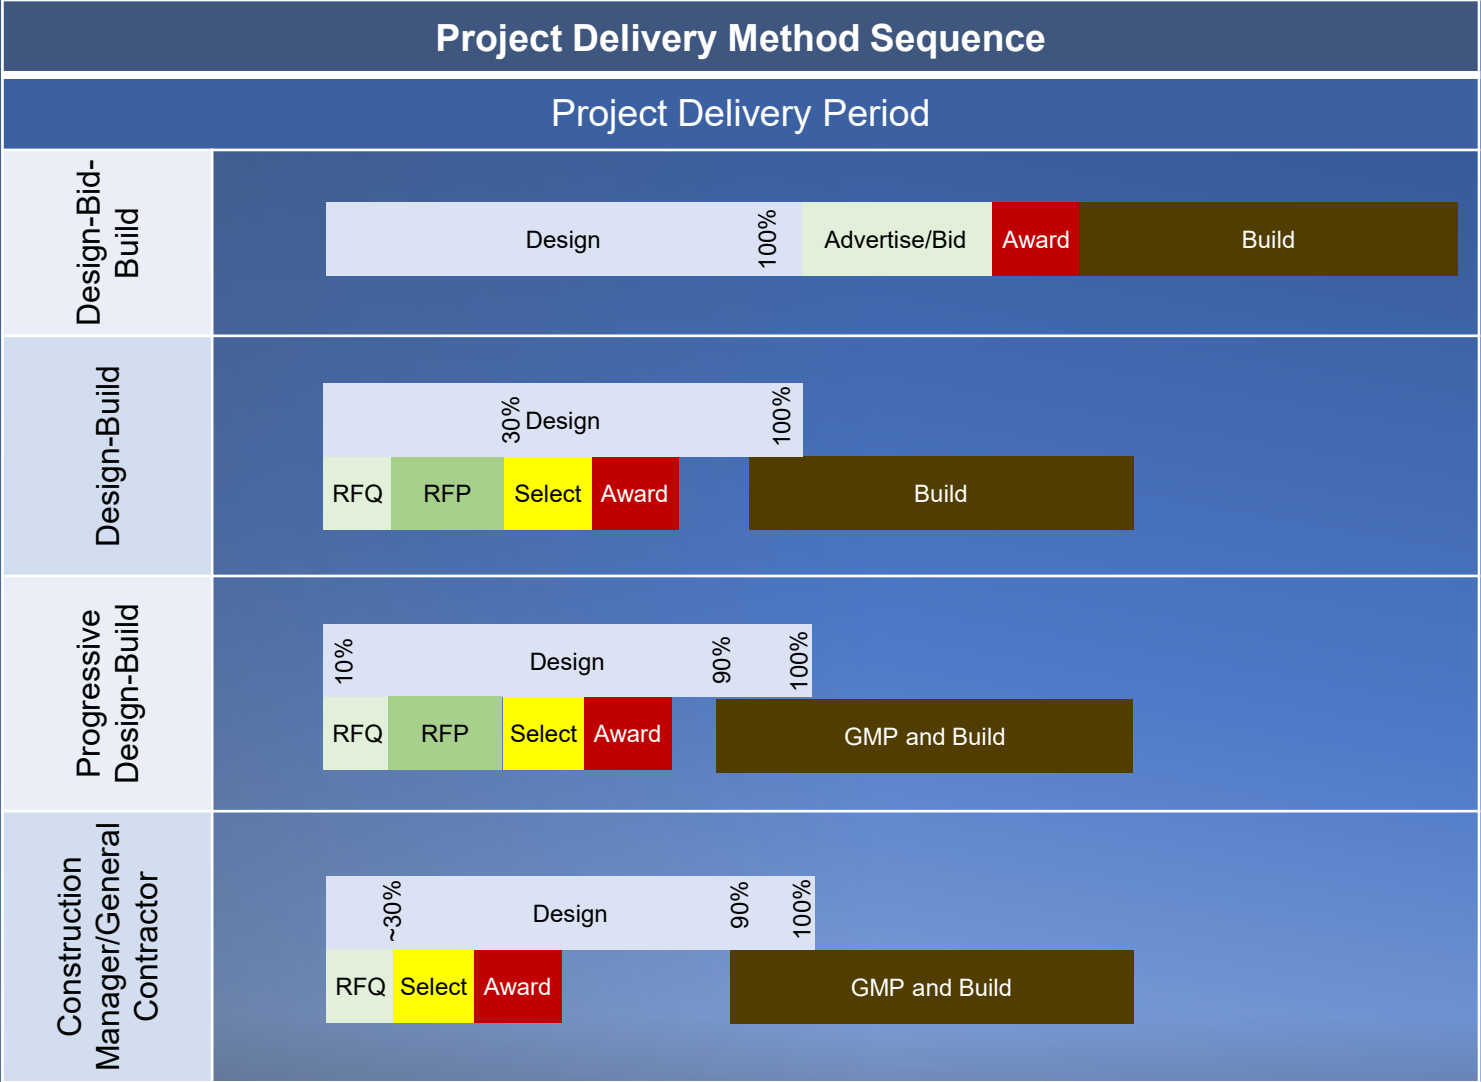 Project Delivery Method Sequence
Project Delivery Period
Design-Bid-
Build
Design
100%
Advertise/Bid
Award
Build
Design-Build
30%
Design
100%
RFQ
RFP
Select
Award
Build
Progressive
Design-Build
10%
Design
90%
100%
RFQ
RFP
Select
Award
GMP and Build
Construction
Manager/General
Contractor
~30%
Design
90%
100%
RFQ
Select
Award
GMP and Build